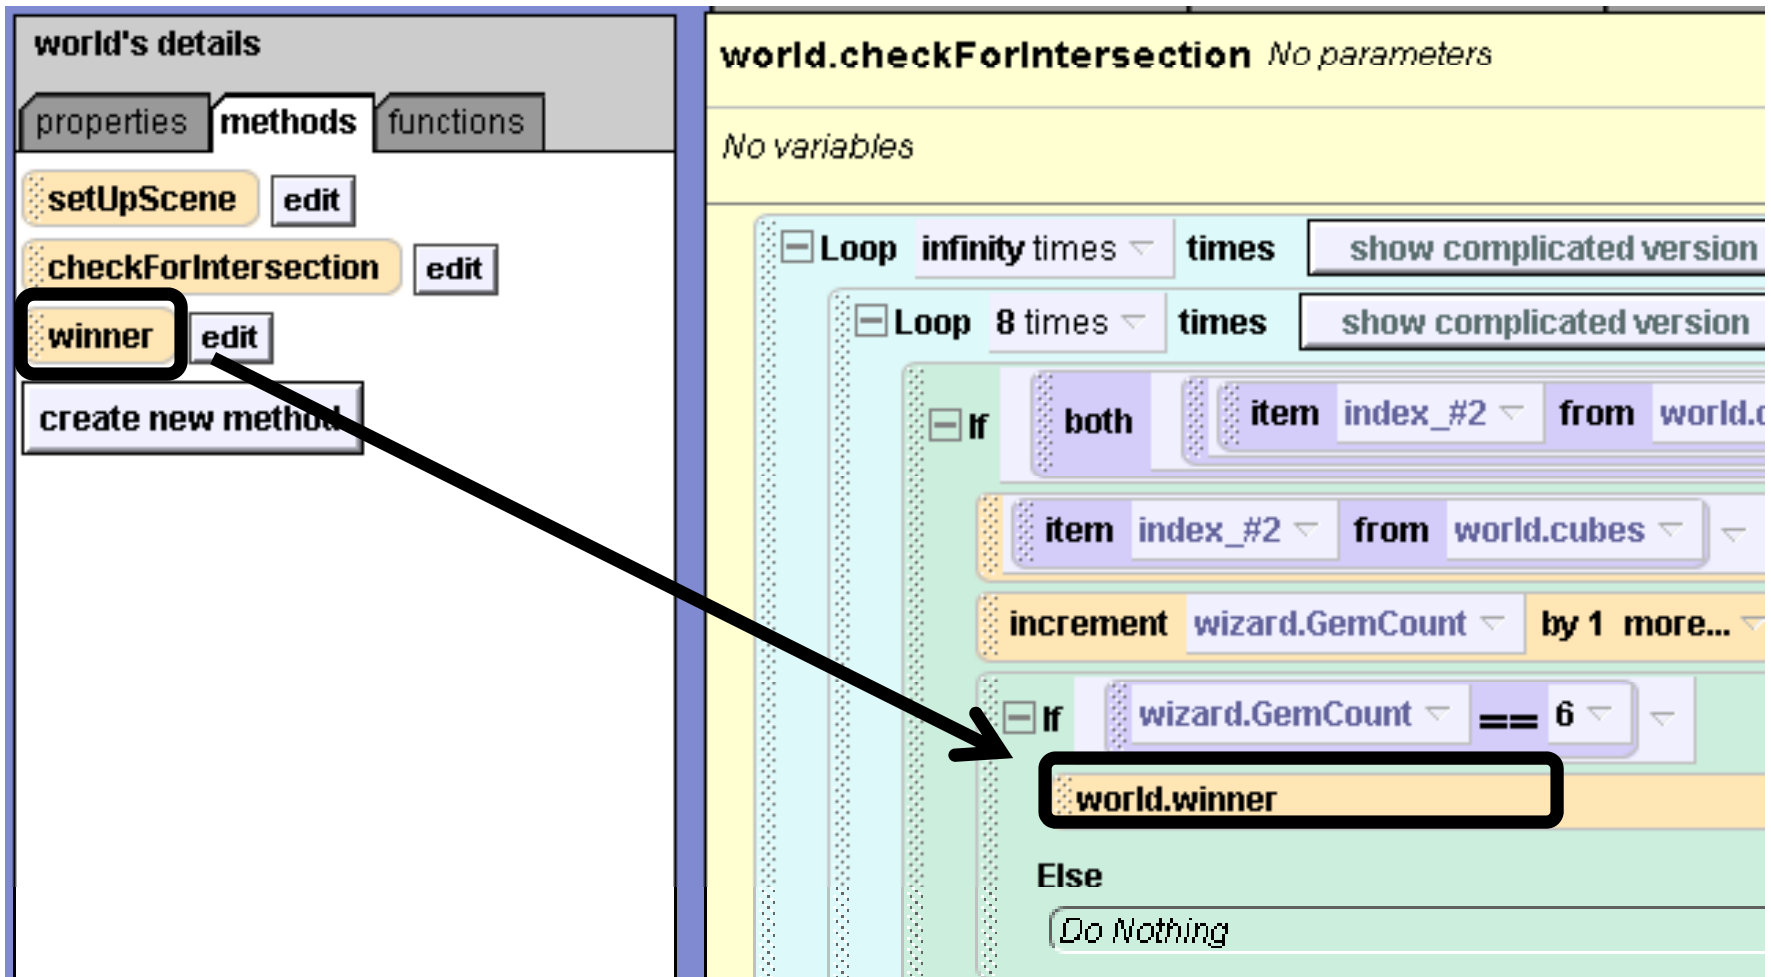 world's details
properties methods functions
setUpScene edit
checkForIntersection edit
winner edit
create new method
world.checkForIntersection No parameters
No variables
Loop infinity times times show complicated version
Loop 8 times times show complicated version
If both item index_#2 from
item index_#2 from world.cubes
increment wizard.GemCount by 1 more...
If wizard.GemCount == 6
world.winner
Else
Do Nothing